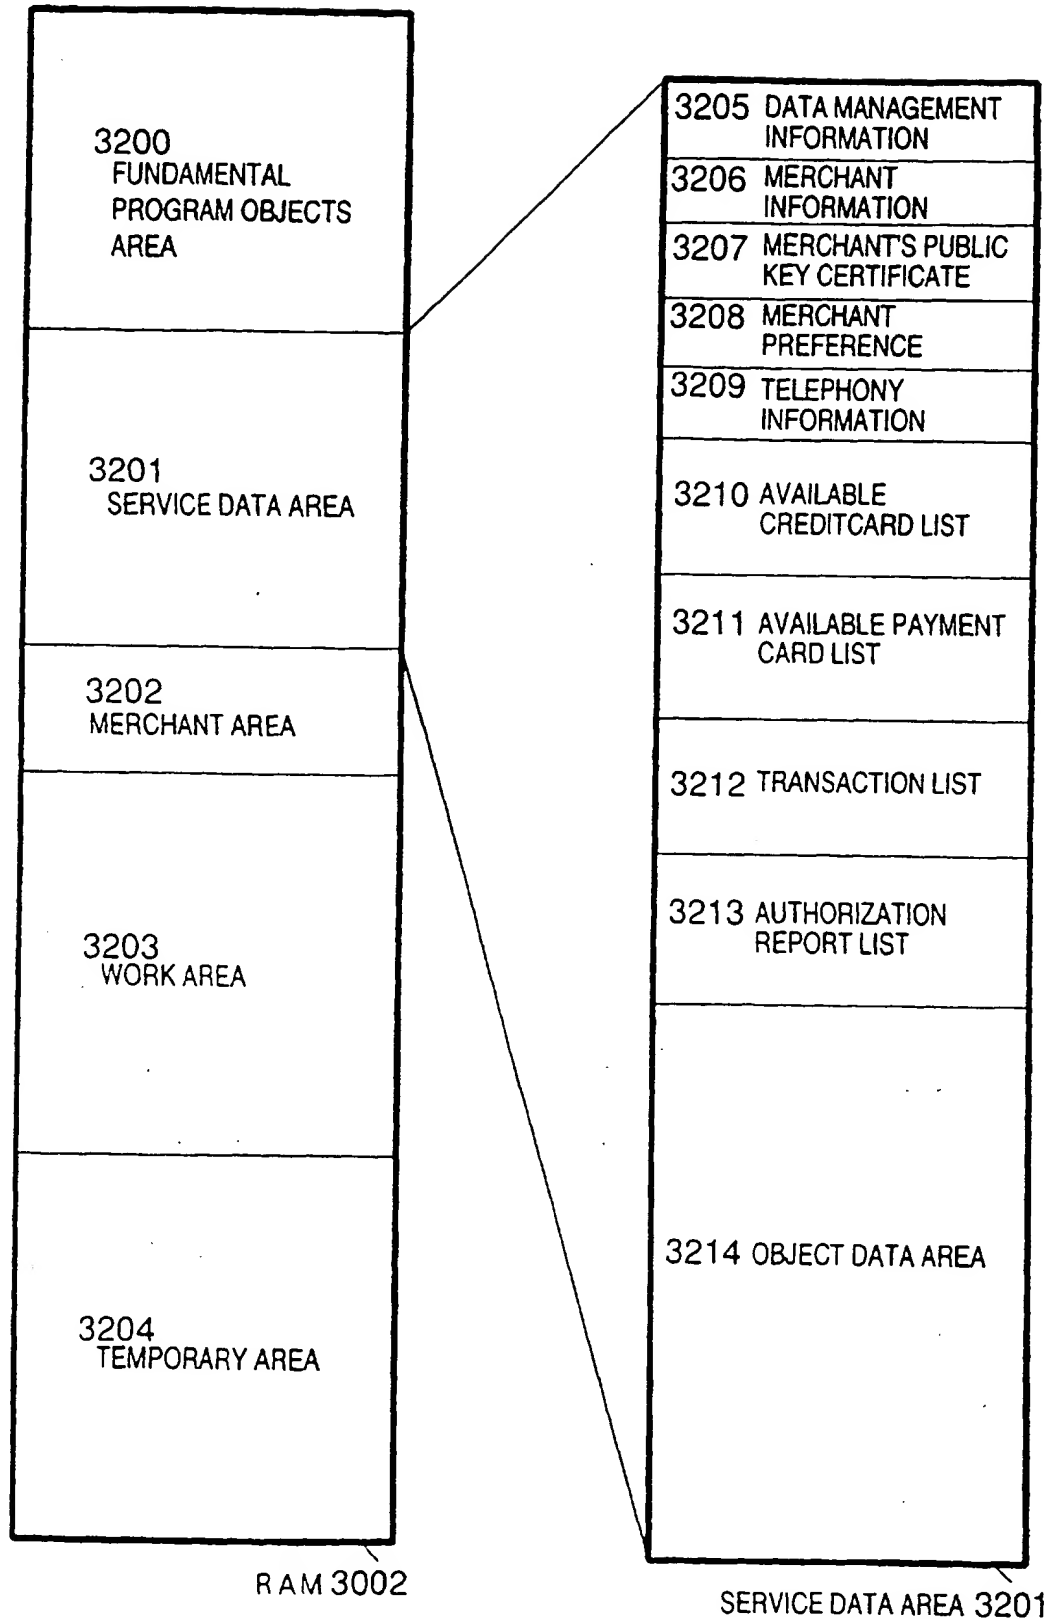 3200
FUNDAMENTAL
PROGRAM OBJECTS
AREA
3201
SERVICE DATA AREA
3202
MERCHANT AREA
3203
WORK AREA
3204
TEMPORARY AREA
RAM 3002
3205 DATA MANAGEMENT
INFORMATION
3206 MERCHANT
INFORMATION
3207 MERCHANT'S PUBLIC
KEY CERTIFICATE
3208 MERCHANT
PREFERENCE
3209 TELEPHONY
INFORMATION
3210 AVAILABLE
CREDITCARD LIST
3211 AVAILABLE PAYMENT
CARD LIST
3212 TRANSACTION LIST
3213 AUTHORIZATION
REPORT LIST
3214 OBJECT DATA AREA
SERVICE DATA AREA 3201